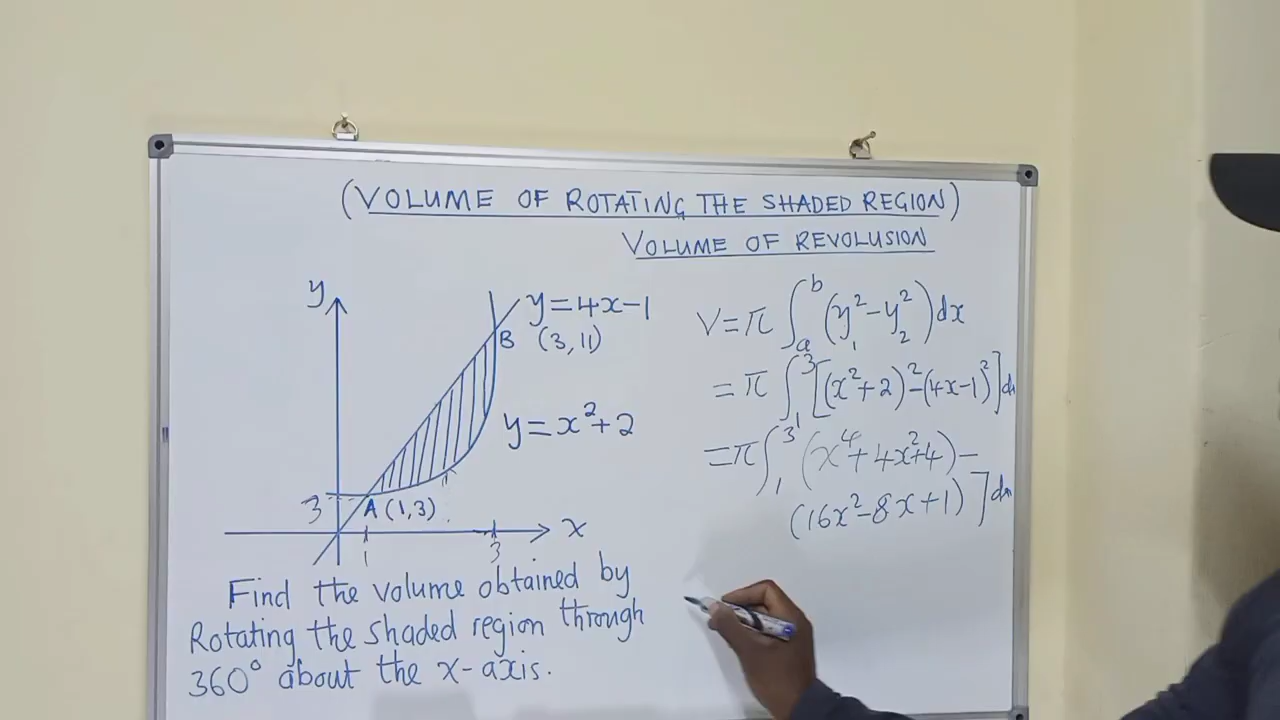 (VOLUME OF ROTATING THE SHADED REGION)
VOLUME OF REVOLUSION
y
y=4x-1
B (3,11)
y=x²+2
3
A (1,3)
x
1
3
Find the volume obtained by
Rotating the shaded region through
360° about the x-axis.
V=π∫ₐᵇ(y₁²-y₂²)dx
=π∫₁³[(x²+2)²-(4x-1)²]dx
=π∫₁³(x⁴+4x²+4)-
(16x²-8x+1)]dx